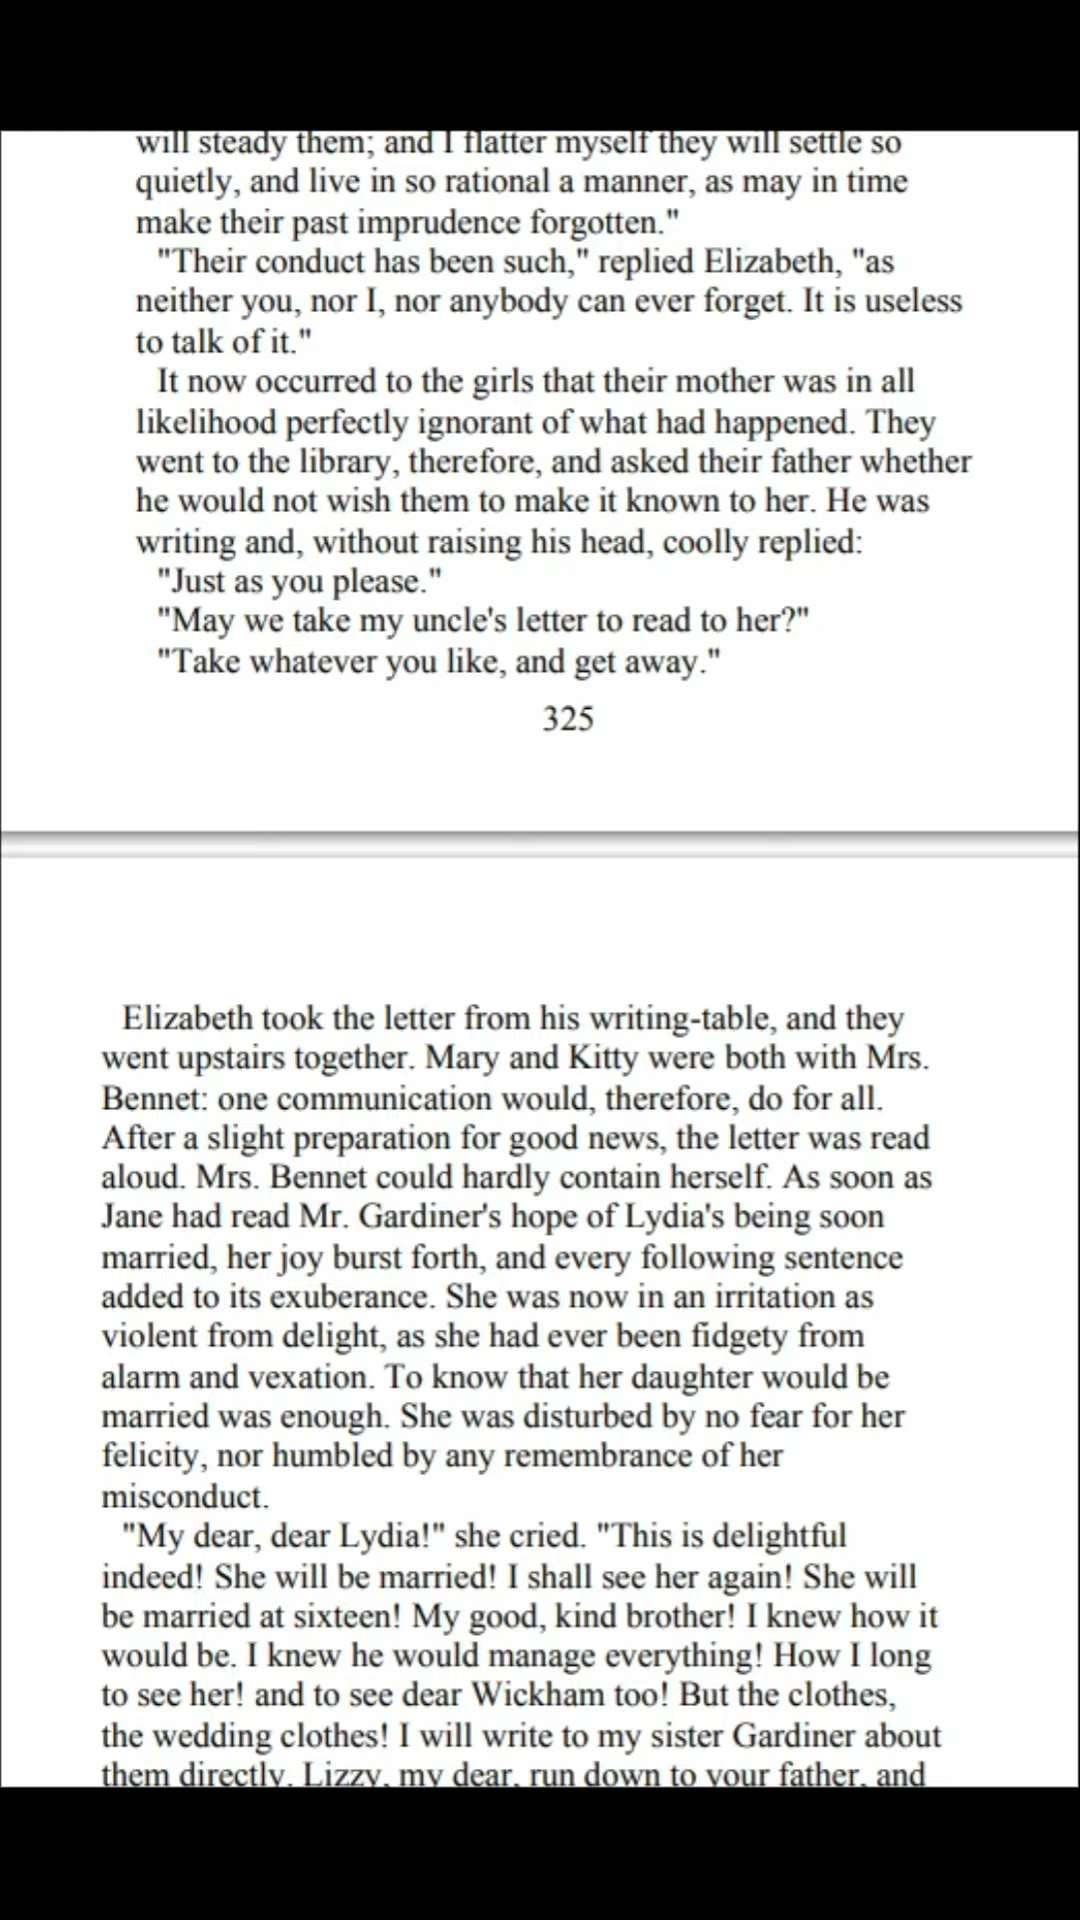 will steady them; and I flatter myself they will settle so
quietly, and live in so rational a manner, as may in time
make their past imprudence forgotten."
"Their conduct has been such," replied Elizabeth, "as
neither you, nor I, nor anybody can ever forget. It is useless
to talk of it."
It now occurred to the girls that their mother was in all
likelihood perfectly ignorant of what had happened. They
went to the library, therefore, and asked their father whether
he would not wish them to make it known to her. He was
writing and, without raising his head, coolly replied:
"Just as you please."
"May we take my uncle's letter to read to her?"
"Take whatever you like, and get away."
325
Elizabeth took the letter from his writing-table, and they
went upstairs together. Mary and Kitty were both with Mrs.
Bennet: one communication would, therefore, do for all.
After a slight preparation for good news, the letter was read
aloud. Mrs. Bennet could hardly contain herself. As soon as
Jane had read Mr. Gardiner's hope of Lydia's being soon
married, her joy burst forth, and every following sentence
added to its exuberance. She was now in an irritation as
violent from delight, as she had ever been fidgety from
alarm and vexation. To know that her daughter would be
married was enough. She was disturbed by no fear for her
felicity, nor humbled by any remembrance of her
misconduct.
"My dear, dear Lydia!" she cried. "This is delightful
indeed! She will be married! I shall see her again! She will
be married at sixteen! My good, kind brother! I knew how it
would be. I knew he would manage everything! How I long
to see her! and to see dear Wickham too! But the clothes,
the wedding clothes! I will write to my sister Gardiner about
them directly. Lizzy, my dear, run down to your father, and